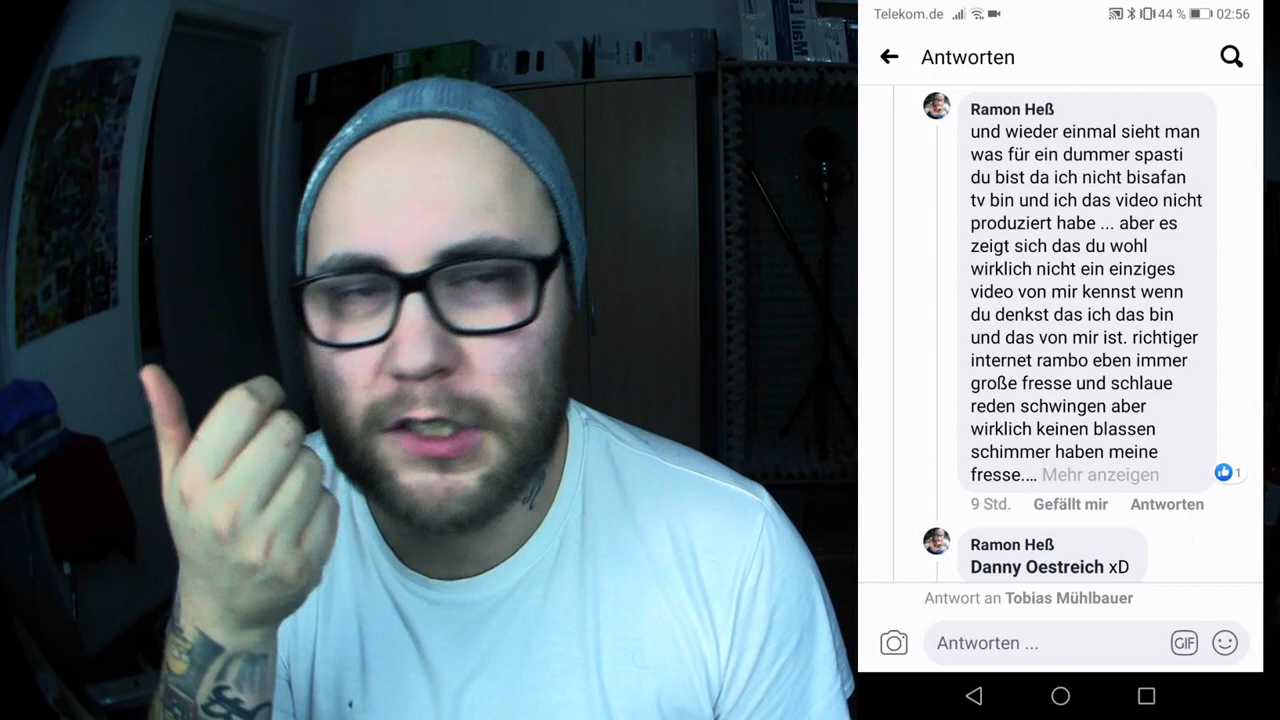 Telekom.de
44 %
02:56
Antworten
Ramon Heß
und wieder einmal sieht man
was für ein dummer spasti
du bist da ich nicht bisafan
tv bin und ich das video nicht
produziert habe ... aber es
zeigt sich das du wohl
wirklich nicht ein einziges
video von mir kennst wenn
du denkst das ich das bin
und das von mir ist. richtiger
internet rambo eben immer
große fresse und schlaue
reden schwingen aber
wirklich keinen blassen
schimmer haben meine
fresse.... Mehr anzeigen
1
9 Std. Gefällt mir Antworten
Ramon Heß
Danny Oestreich xD
Antwort an Tobias Mühlbauer
Antworten ...
GIF